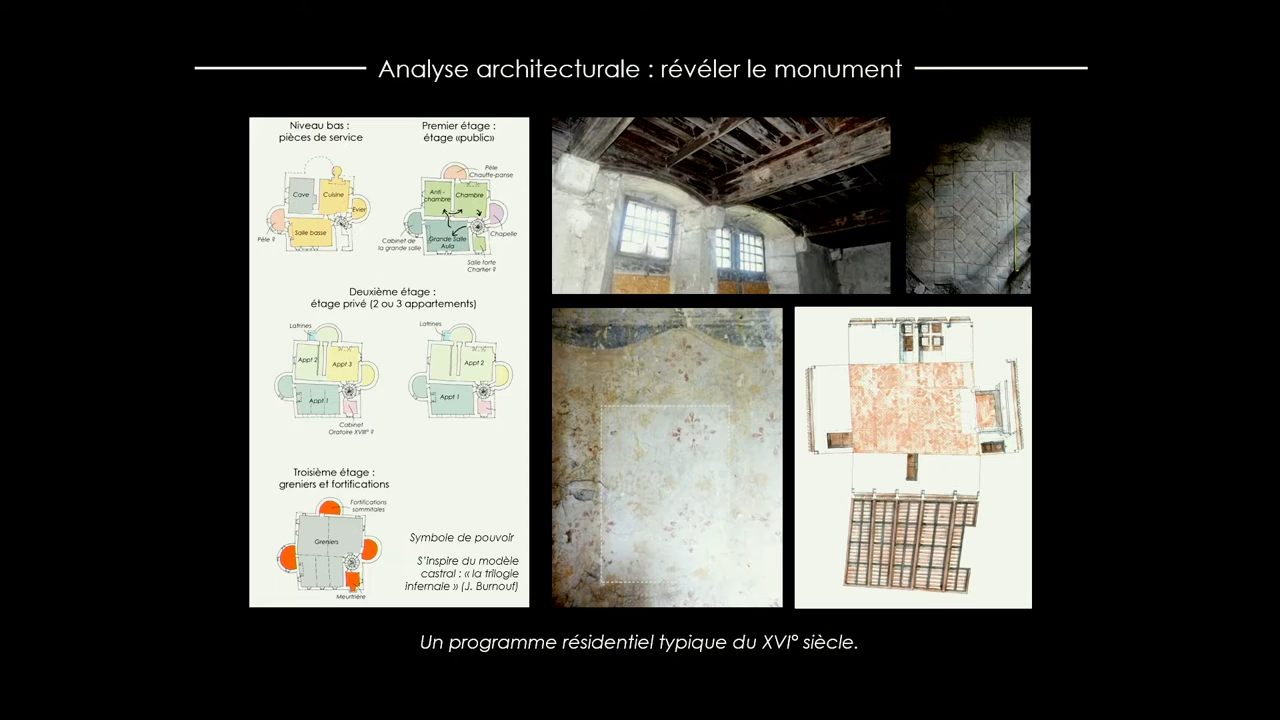 Analyse architecturale : révéler le monument
Niveau bas :
pièces de service
Cave
Cuisine
Evier
Pèle ?
Salle basse
Premier étage :
étage «public»
Pèle
Chauffe-panse
Anti -
chambre
Chambre
Cabinet de
la grande salle
Grande Salle
Aula
Chapelle
Salle forte
Chartier ?
Deuxième étage :
étage privé (2 ou 3 appartements)
Latrines
Appt 2
Appt 3
Appt 1
Cabinet
Oratoire XVIII° ?
Latrines
Appt 2
Appt 1
Troisième étage :
greniers et fortifications
Fortifications
sommitales
Greniers
Meurtrière
Symbole de pouvoir
S'inspire du modèle
castral : « la trilogie
infernale » (J. Burnouf)
Un programme résidentiel typique du XVI° siècle.